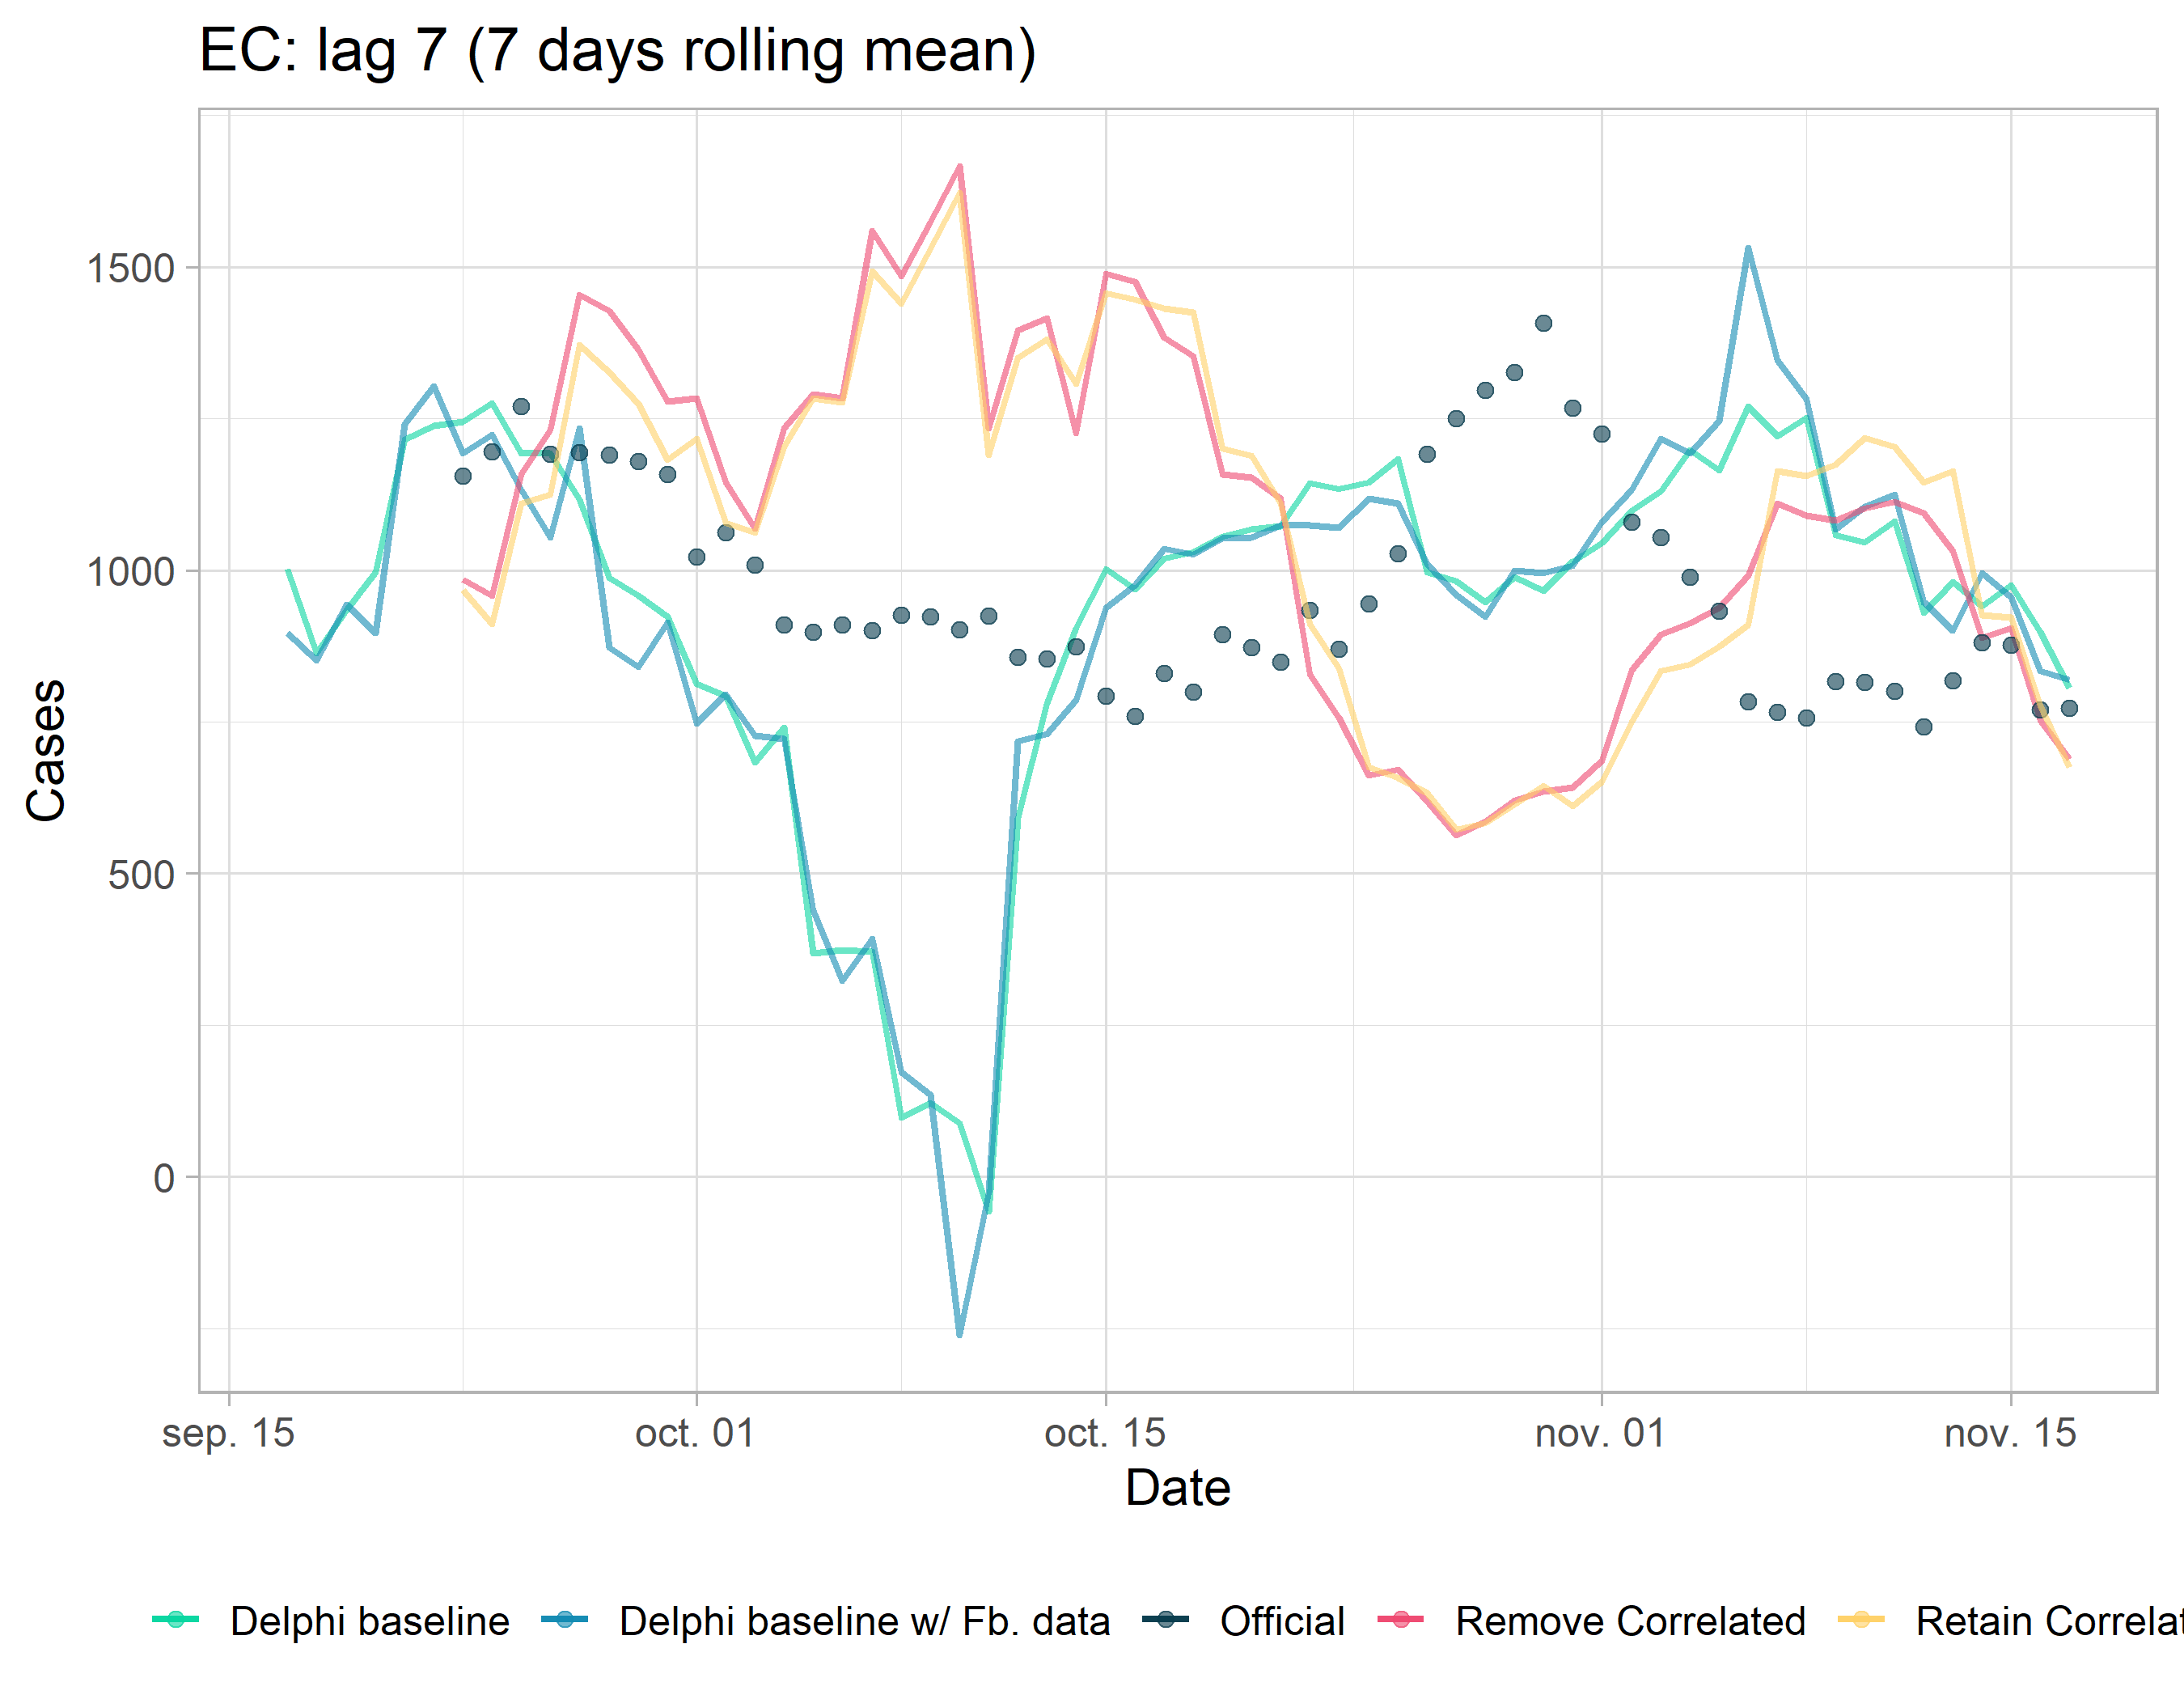 EC: lag 7 (7 days rolling mean)
Cases
1500
1000
500
0
sep. 15 oct. 01 oct. 15 nov. 01 nov. 15
Date
Delphi baseline Delphi baseline w/ Fb. data Official Remove Correlated Retain